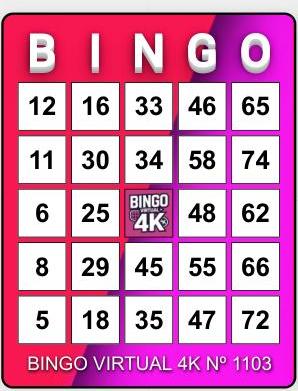 B I N G O
12 16 33 46 65
11 30 34 58 74
6 25 BINGO VIRTUAL 4K 48 62
8 29 45 55 66
5 18 35 47 72
BINGO VIRTUAL 4K Nº 1103